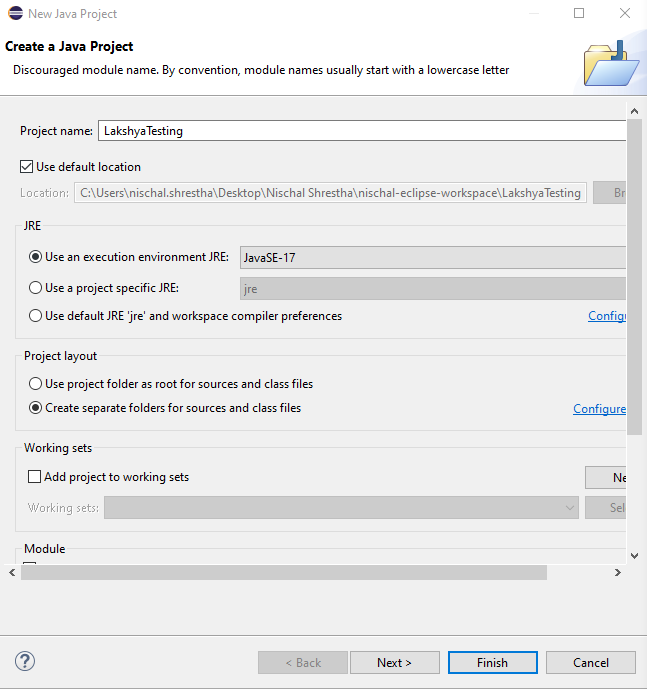 New Java Project
Create a Java Project
Discouraged module name. By convention, module names usually start with a lowercase letter
Project name: LakshyaTesting
Use default location
Location: C:\Users\nischal.shrestha\Desktop\Nischal Shrestha\nischal-eclipse-workspace\LakshyaTesting Br
JRE
Use an execution environment JRE: JavaSE-17
Use a project specific JRE: jre
Use default JRE 'jre' and workspace compiler preferences Config
Project layout
Use project folder as root for sources and class files
Create separate folders for sources and class files Configure
Working sets
Add project to working sets Ne
Working sets: Sel
Module
< Back Next > Finish Cancel